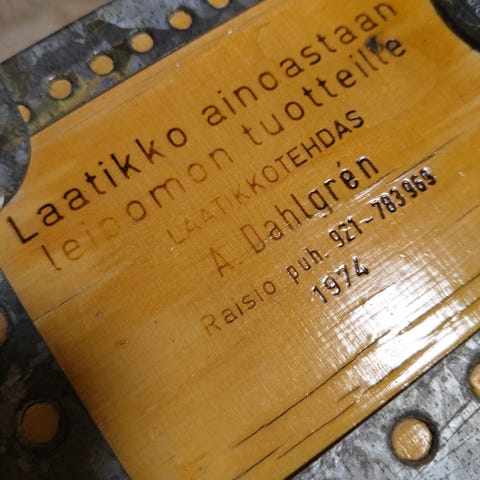 Laatikko ainoastaan
leipomon tuotteille
LAATIKKOTEHDAS
A. Dahlgrén
Raisio puh. 921-783969
1974